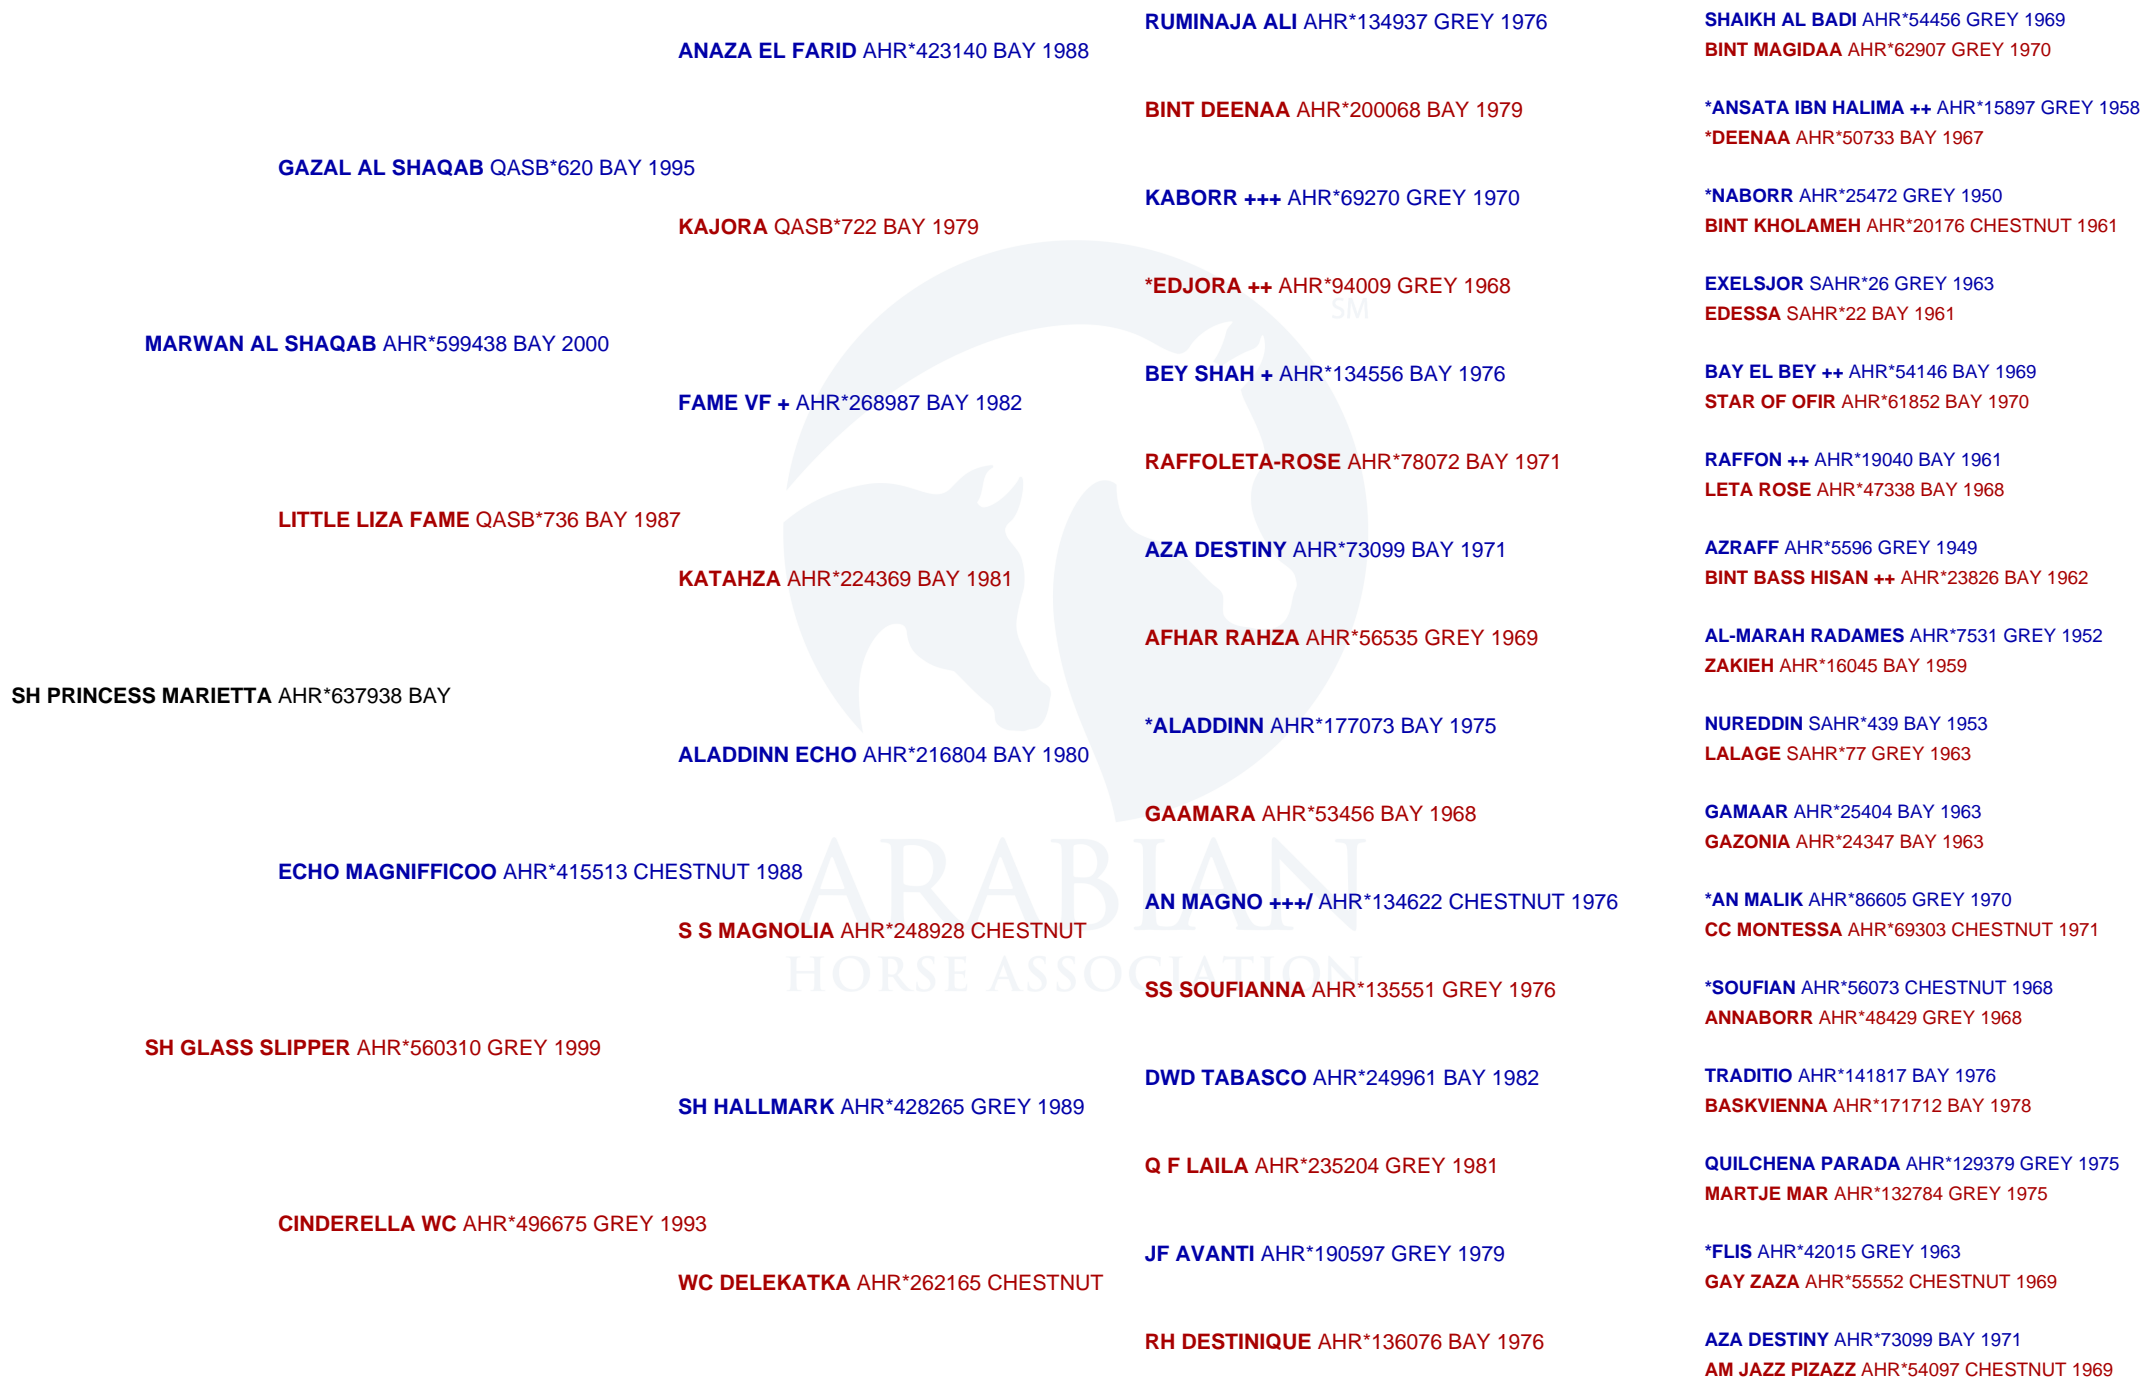 RUMINAJA ALI AHR*134937 GREY 1976
SHAIKH AL BADI AHR*54456 GREY 1969
ANAZA EL FARID AHR*423140 BAY 1988
BINT MAGIDAA AHR*62907 GREY 1970
BINT DEENAA AHR*200068 BAY 1979
*ANSATA IBN HALIMA ++ AHR*15897 GREY 1958
*DEENAA AHR*50733 BAY 1967
GAZAL AL SHAQAB QASB*620 BAY 1995
KABORR +++ AHR*69270 GREY 1970
*NABORR AHR*25472 GREY 1950
KAJORA QASB*722 BAY 1979
BINT KHOLAMEH AHR*20176 CHESTNUT 1961
*EDJORA ++ AHR*94009 GREY 1968
EXELSJOR SAHR*26 GREY 1963
EDESSA SAHR*22 BAY 1961
SM
MARWAN AL SHAQAB AHR*599438 BAY 2000
BEY SHAH + AHR*134556 BAY 1976
BAY EL BEY ++ AHR*54146 BAY 1969
FAME VF + AHR*268987 BAY 1982
STAR OF OFIR AHR*61852 BAY 1970
RAFFOLETA-ROSE AHR*78072 BAY 1971
RAFFON ++ AHR*19040 BAY 1961
LETA ROSE AHR*47338 BAY 1968
LITTLE LIZA FAME QASB*736 BAY 1987
AZA DESTINY AHR*73099 BAY 1971
AZRAFF AHR*5596 GREY 1949
KATAHZA AHR*224369 BAY 1981
BINT BASS HISAN ++ AHR*23826 BAY 1962
AFHAR RAHZA AHR*56535 GREY 1969
AL-MARAH RADAMES AHR*7531 GREY 1952
ZAKIEH AHR*16045 BAY 1959
SH PRINCESS MARIETTA AHR*637938 BAY
*ALADDINN AHR*177073 BAY 1975
NUREDDIN SAHR*439 BAY 1953
ALADDINN ECHO AHR*216804 BAY 1980
LALAGE SAHR*77 GREY 1963
GAAMARA AHR*53456 BAY 1968
GAMAAR AHR*25404 BAY 1963
GAZONIA AHR*24347 BAY 1963
ECHO MAGNIFFICOO AHR*415513 CHESTNUT 1988
ARABIAN
AN MAGNO +++/ AHR*134622 CHESTNUT 1976
*AN MALIK AHR*86605 GREY 1970
S S MAGNOLIA AHR*248928 CHESTNUT
CC MONTESSA AHR*69303 CHESTNUT 1971
HORSE ASSOCIATION
SS SOUFIANNA AHR*135551 GREY 1976
*SOUFIAN AHR*56073 CHESTNUT 1968
ANNABORR AHR*48429 GREY 1968
SH GLASS SLIPPER AHR*560310 GREY 1999
DWD TABASCO AHR*249961 BAY 1982
TRADITIO AHR*141817 BAY 1976
SH HALLMARK AHR*428265 GREY 1989
BASKVIENNA AHR*171712 BAY 1978
Q F LAILA AHR*235204 GREY 1981
QUILCHENA PARADA AHR*129379 GREY 1975
MARTJE MAR AHR*132784 GREY 1975
CINDERELLA WC AHR*496675 GREY 1993
JF AVANTI AHR*190597 GREY 1979
*FLIS AHR*42015 GREY 1963
WC DELEKATKA AHR*262165 CHESTNUT
GAY ZAZA AHR*55552 CHESTNUT 1969
RH DESTINIQUE AHR*136076 BAY 1976
AZA DESTINY AHR*73099 BAY 1971
AM JAZZ PIZAZZ AHR*54097 CHESTNUT 1969